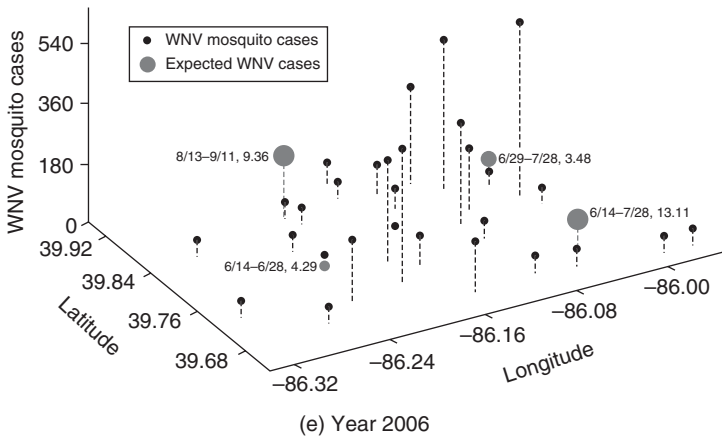 WNV mosquito cases
540
360
180
0
WNV mosquito cases
Expected WNV cases
8/13–9/11, 9.36
6/29–7/28, 3.48
6/14–7/28, 13.11
6/14–6/28, 4.29
39.92
39.84
39.76
39.68
Latitude
–86.32
–86.24
–86.16
–86.08
–86.00
Longitude
(e) Year 2006